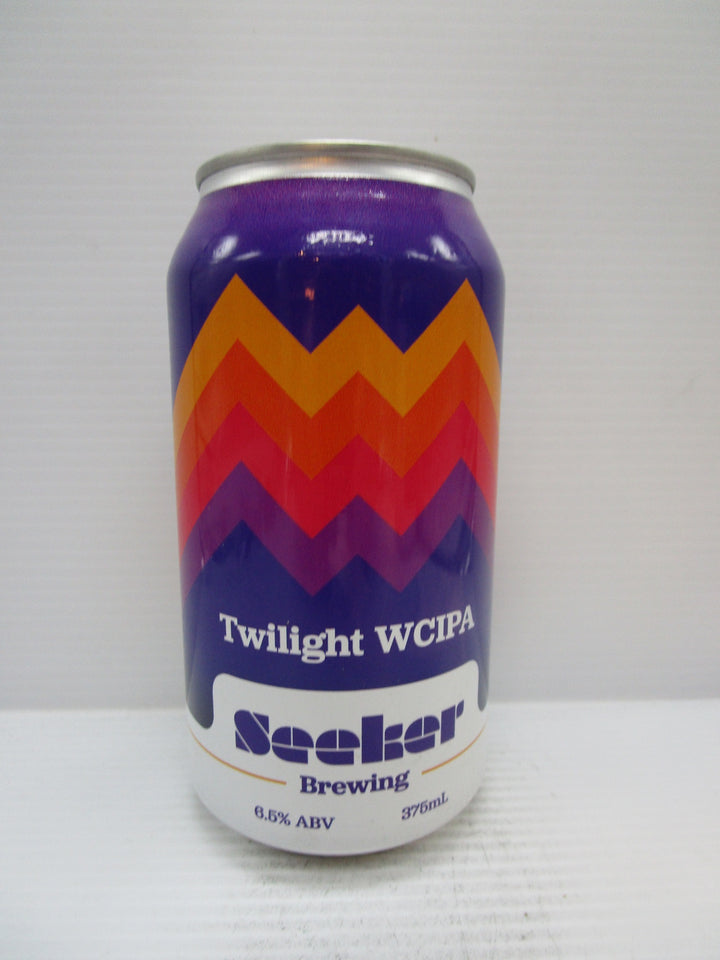 Twilight WCIPA
Seeker
Brewing
6.5% ABV 375mL